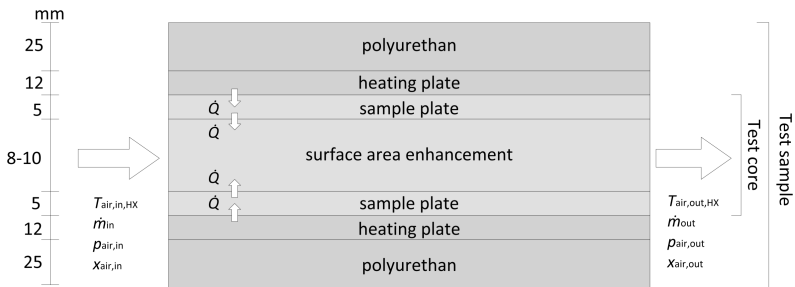 mm
25
polyurethan
12
heating plate
5
Q̇
sample plate
Q̇
8-10
surface area enhancement
Q̇
5
Q̇
sample plate
12
heating plate
25
polyurethan
Tair,in,HX
ṁin
pair,in
xair,in
Tair,out,HX
ṁout
pair,out
xair,out
Test core
Test sample